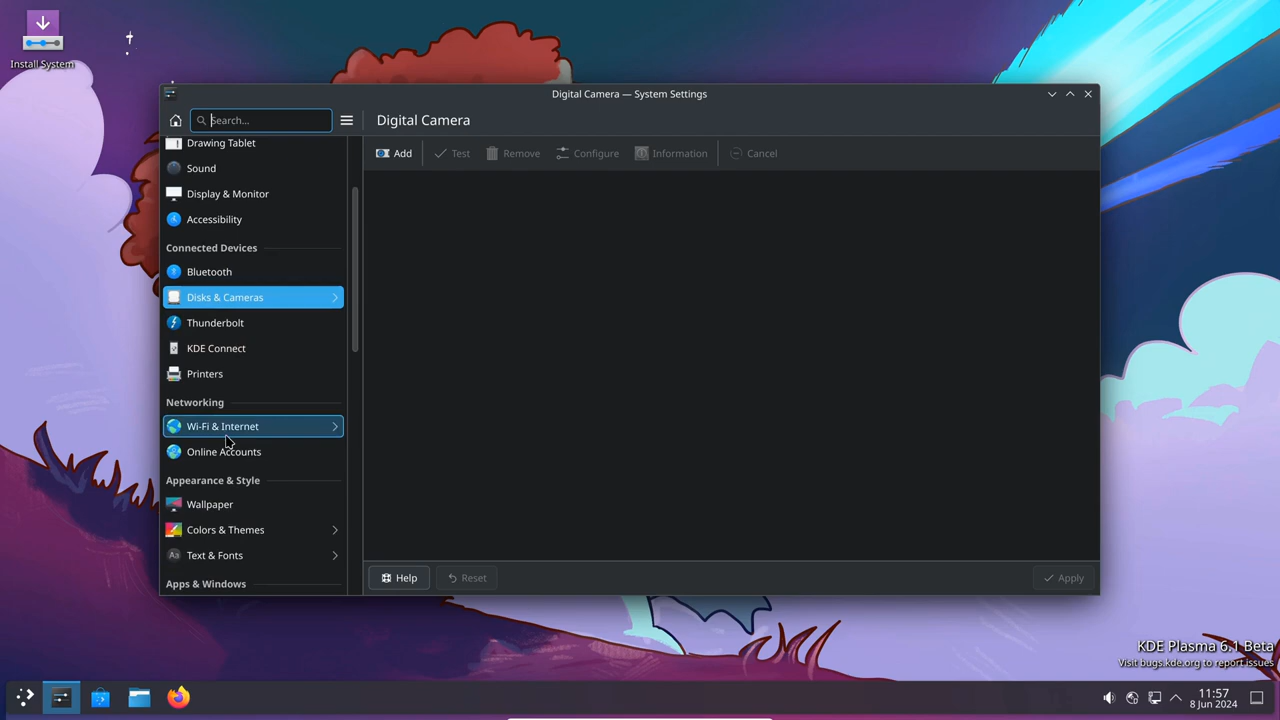 Install System
Digital Camera — System Settings
Search...
Digital Camera
Add
Test
Remove
Configure
Information
Cancel
Drawing Tablet
Sound
Display & Monitor
Accessibility
Connected Devices
Bluetooth
Disks & Cameras
Thunderbolt
KDE Connect
Printers
Networking
Wi-Fi & Internet
Online Accounts
Appearance & Style
Wallpaper
Colors & Themes
Aa Text & Fonts
Apps & Windows
Help
Reset
Apply
KDE Plasma 6.1 Beta
Visit bugs.kde.org to report issues
11:57
8 Jun 2024